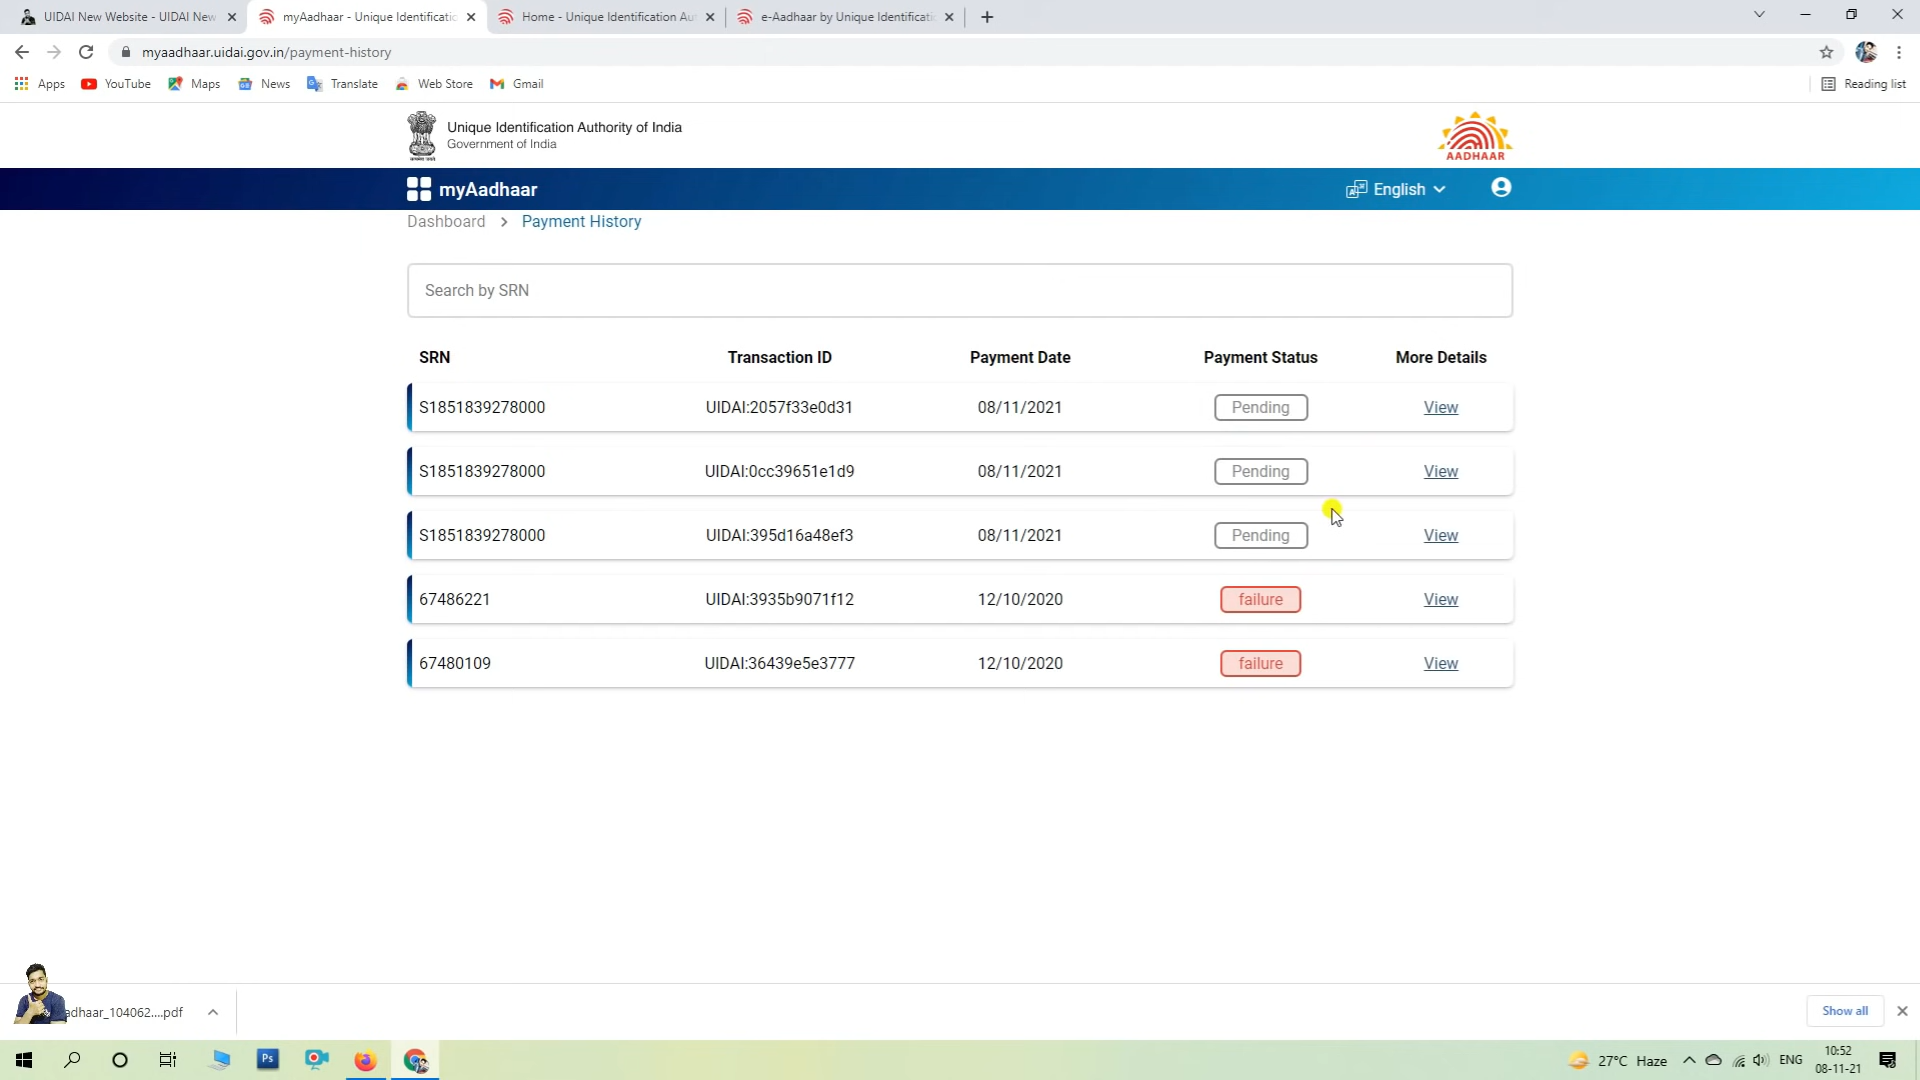 UIDAI New Website - UIDAI New
myAadhaar - Unique Identificatic
Home - Unique Identification Au
e-Aadhaar by Unique Identificati
myaadhaar.uidai.gov.in/payment-history
Apps YouTube Maps News Translate Web Store Gmail Reading list
Unique Identification Authority of India
Government of India
AADHAAR
myAadhaar English
Dashboard > Payment History
Search by SRN
SRN Transaction ID Payment Date Payment Status More Details
S1851839278000 UIDAI:2057f33e0d31 08/11/2021 Pending View
S1851839278000 UIDAI:0cc39651e1d9 08/11/2021 Pending View
S1851839278000 UIDAI:395d16a48ef3 08/11/2021 Pending View
67486221 UIDAI:3935b9071f12 12/10/2020 failure View
67480109 UIDAI:36439e5e3777 12/10/2020 failure View
adhaar_104062....pdf Show all
Ps 27°C Haze ENG 10:52
08-11-21